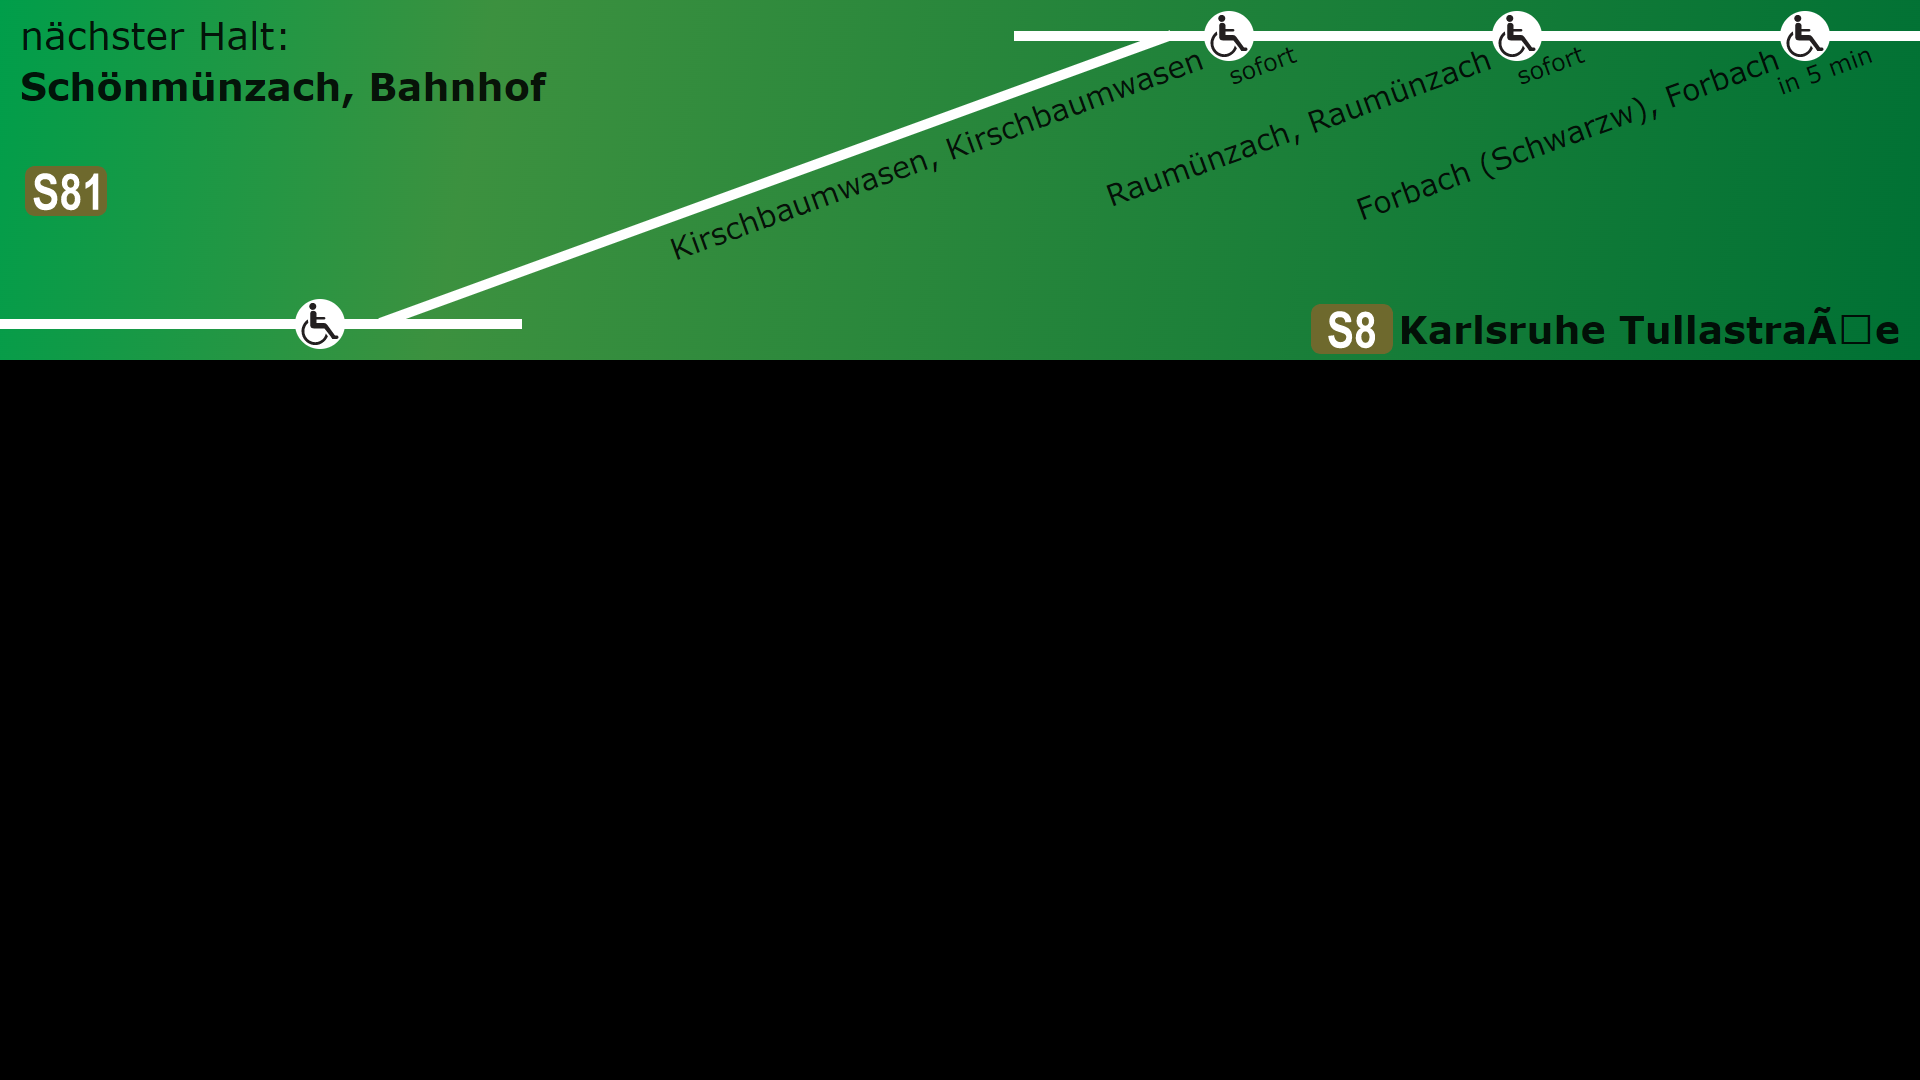 nächster Halt:
Schönmünzach, Bahnhof
S81
Kirschbaumwasen, Kirschbaumwasen
sofort
Raumünzach, Raumünzach
sofort
Forbach (Schwarzw), Forbach
in 5 min
S8 Karlsruhe TullastraÃ□e